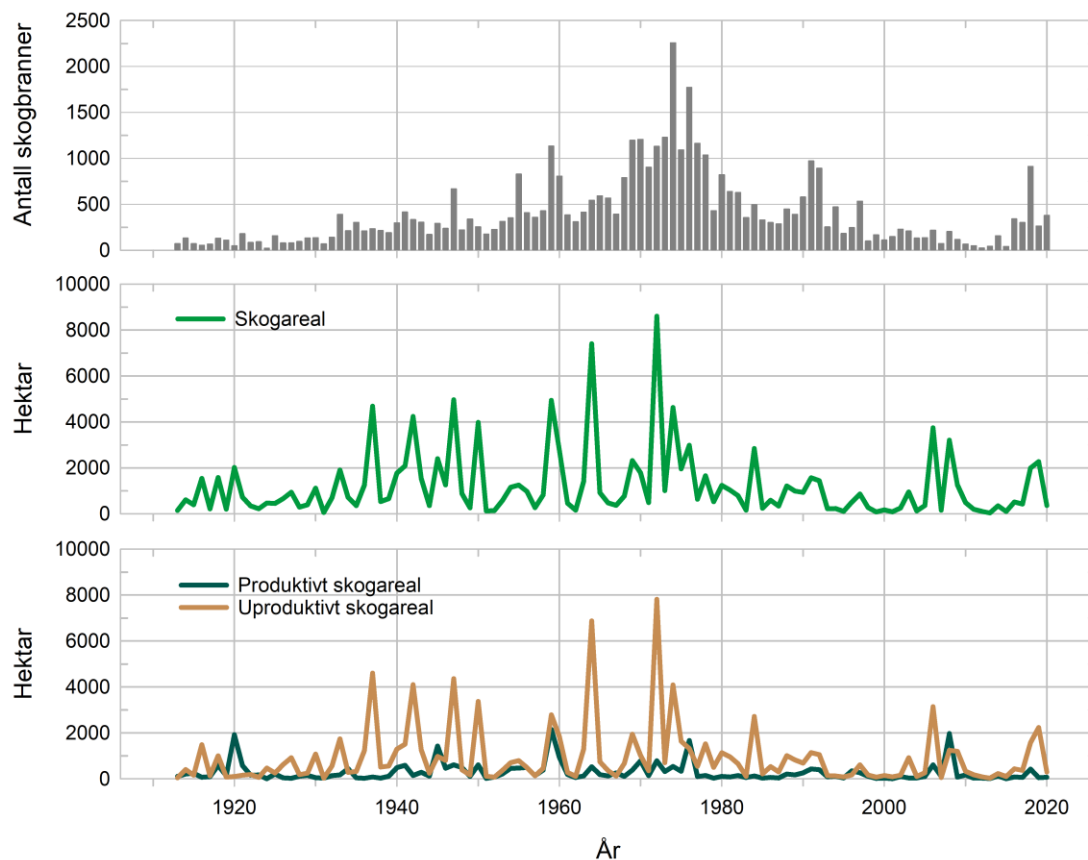 2500
2000
1500
1000
500
0
Antall skogbranner
10000
8000
6000
4000
2000
0
Hektar
Skogareal
10000
8000
6000
4000
2000
0
Hektar
Produktivt skogareal
Uproduktivt skogareal
1920 1940 1960 1980 2000 2020
År